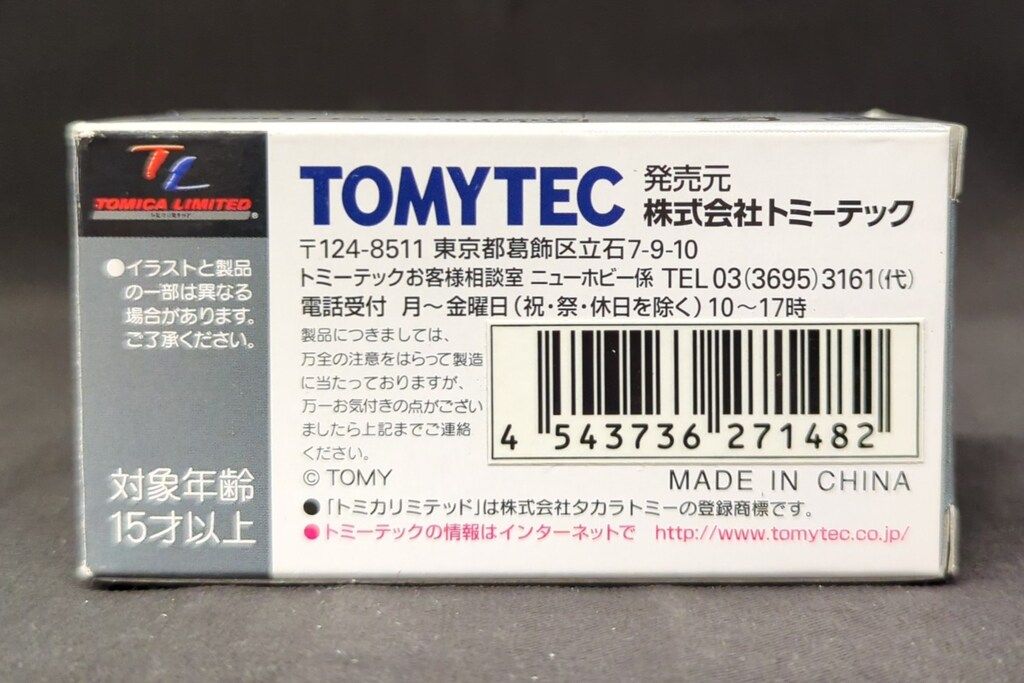 TL
TOMICA LIMITED
®
●イラストと製品
の一部は異なる
場合があります。
ご了承ください。
対象年齢
15才以上
TOMYTEC
発売元
株式会社トミーテック
〒124-8511 東京都葛飾区立石7-9-10
トミーテックお客様相談室 ニューホビー係 TEL 03(3695)3161(代)
電話受付 月~金曜日(祝・祭・休日を除く)10~17時
製品につきましては、
万全の注意をはらって製造
に当たっておりますが、
万一お気付きの点がござい
ましたら上記までご連絡
ください。
4 543736 271482
© TOMY
MADE IN CHINA
●「トミカリミテッド」は株式会社タカラトミーの登録商標です。
●トミーテックの情報はインターネットで http://www.tomytec.co.jp/